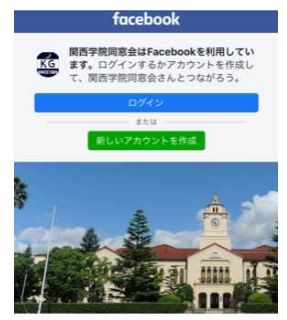 facebook
KG
関西学院同窓会はFacebookを利用してい
ます。ログインするかアカウントを作成し
て、関西学院同窓会さんとつながろう。
ログイン
または
新しいアカウントを作成